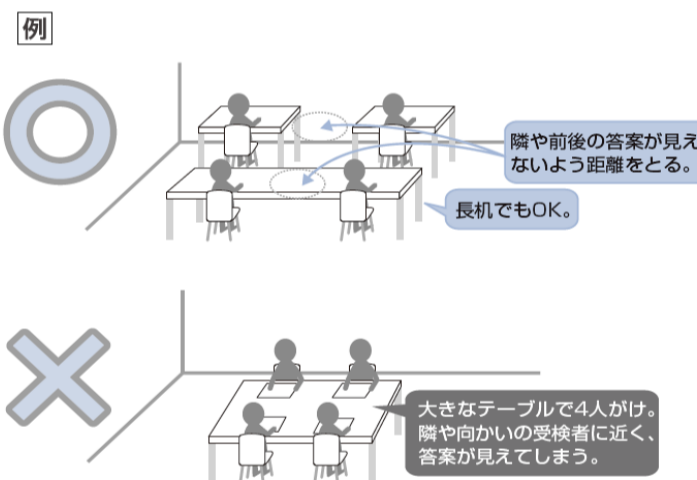 例
隣や前後の答案が見え
ないよう距離をとる。
長机でもOK。
大きなテーブルで4人がけ。
隣や向かいの受検者に近く、
答案が見えてしまう。